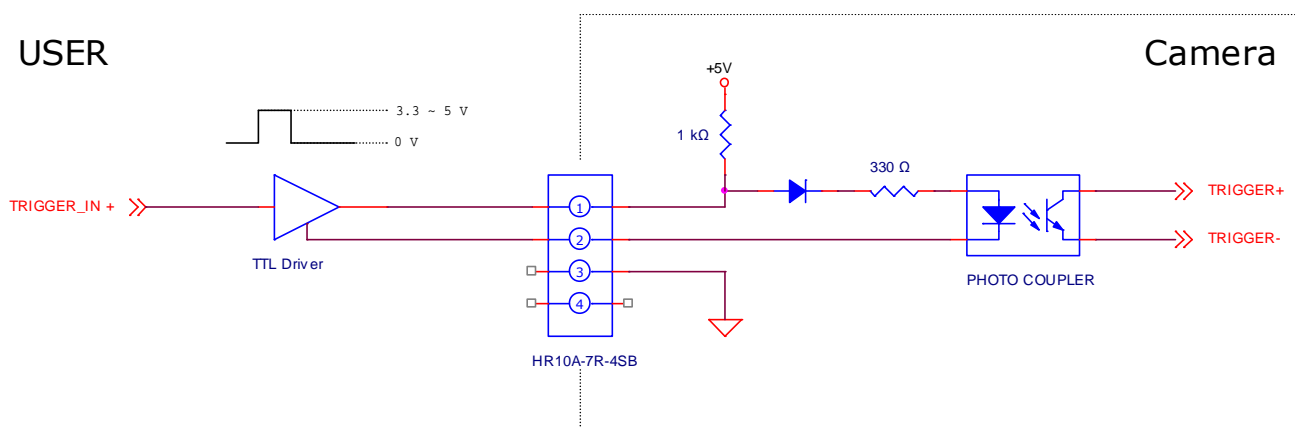 USER
Camera
+5V
3.3 ~ 5 V
0 V
1 kΩ
330 Ω
TRIGGER_IN +
1
TRIGGER+
2
TRIGGER-
TTL Driver
3
PHOTO COUPLER
4
HR10A-7R-4SB